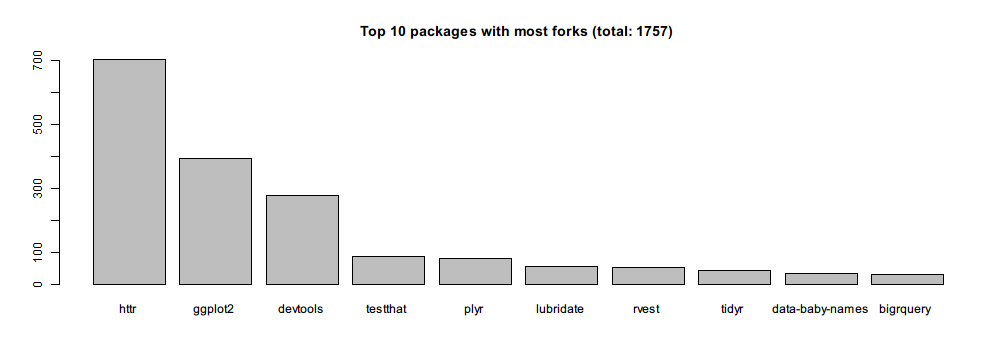 Top 10 packages with most forks (total: 1757)
700
500
300
100
0
httr ggplot2 devtools testthat plyr lubridate rvest tidyr data-baby-names bigrquery